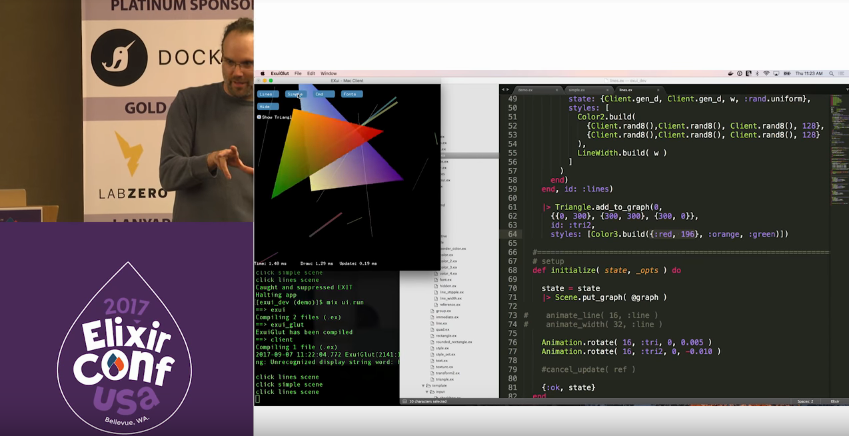 PLATINUM SPONSO
DOCK
GOLD
LABZERO
LANYARD
2017
Elixir
Conf
usa
Bellevue, WA.
ExuiGlut File Edit Window
Thu 11:25 AM
Lines
Fonts
Hide
Time: 1.48 ms Draw: 1.29 ms Update: 0.19 ms
click simple scene
click lines scene
Caught and suppressed EXIT
Halting app
[exui_dev (demo)]$ mix ui.run
==> exui
Compiling 2 files (.ex)
==> exui_glut
ExuiGlut has been compiled
==> client
Compiling 1 file (.ex)
2017-09-07 11:22:04.772 ExuiGlut[2141:
ng: Unrecognized display string word:
click lines scene
click simple scene
click lines scene
49 state: {Client.gen_d, Client.gen_d, w, :rand.uniform},
50 styles: [
51 Color2.build(
52 {Client.rand8(),Client.rand8(), Client.rand8(), 128},
53 {Client.rand8(),Client.rand8(), Client.rand8(), 128}
54 ),
55 LineWidth.build( w )
56 ]
57 )
58 end)
59 end, id: :lines)
60
61 |> Triangle.add_to_graph(0,
62 {{0, 300}, {300, 300}, {300, 0}},
63 id: :tri2,
64 styles: [Color3.build({:red, 196}, :orange, :green)])
65
66 #====
67 # setup
68 def initialize( state, _opts ) do
69
70 state = state
71 |> Scene.put_graph( @graph )
72
73 # animate_line( 16, :line )
74 # animate_width( 32, :line )
75
76 Animation.rotate( 16, :tri, 0, 0.005 )
77 Animation.rotate( 16, :tri2, 0, -0.010 )
78
79 #cancel_update( ref )
80
81 {:ok, state}
82 end